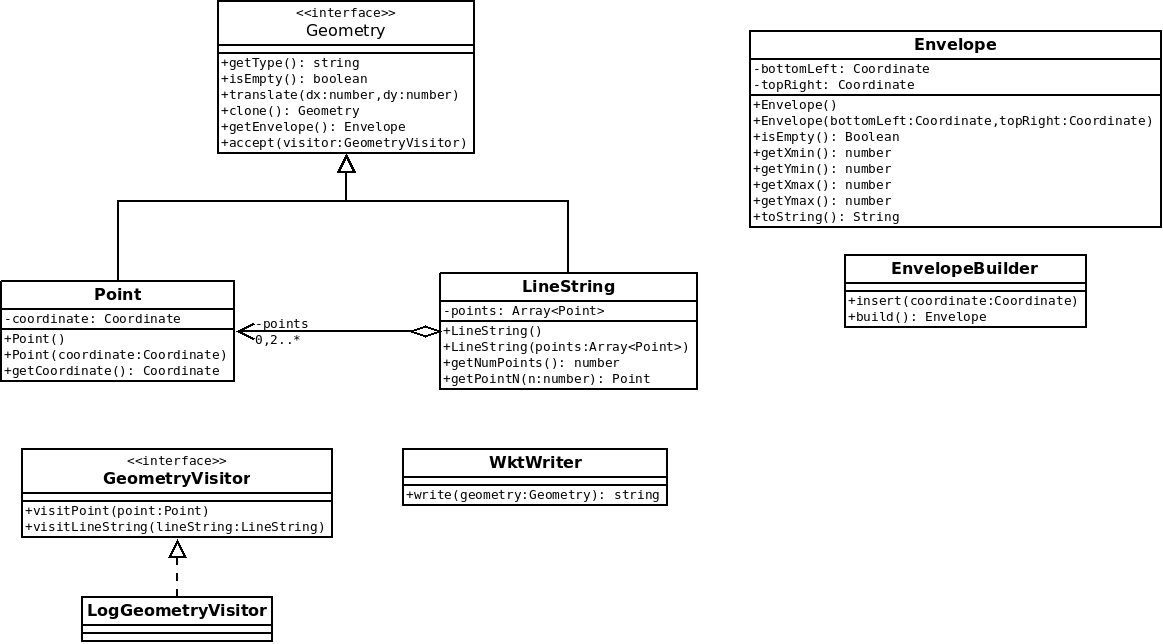 <<interface>>
Geometry
+getType(): string
+isEmpty(): boolean
+translate(dx:number,dy:number)
+clone(): Geometry
+getEnvelope(): Envelope
+accept(visitor:GeometryVisitor)
Envelope
-bottomLeft: Coordinate
-topRight: Coordinate
+Envelope()
+Envelope(bottomLeft:Coordinate,topRight:Coordinate)
+isEmpty(): Boolean
+getXmin(): number
+getYmin(): number
+getXmax(): number
+getYmax(): number
+toString(): String
EnvelopeBuilder
+insert(coordinate:Coordinate)
+build(): Envelope
Point
-coordinate: Coordinate
+Point()
+Point(coordinate:Coordinate)
+getCoordinate(): Coordinate
-points
0,2..*
LineString
-points: Array<Point>
+LineString()
+LineString(points:Array<Point>)
+getNumPoints(): number
+getPointN(n:number): Point
<<interface>>
GeometryVisitor
+visitPoint(point:Point)
+visitLineString(lineString:LineString)
WktWriter
+write(geometry:Geometry): string
LogGeometryVisitor